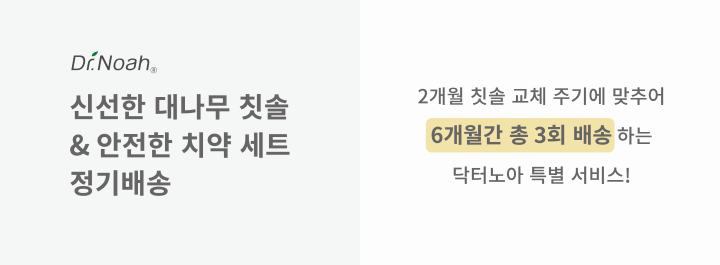 Dr.Noah®
신선한 대나무 칫솔
& 안전한 치약 세트
정기배송
2개월 칫솔 교체 주기에 맞추어
6개월간 총 3회 배송 하는
닥터노아 특별 서비스!